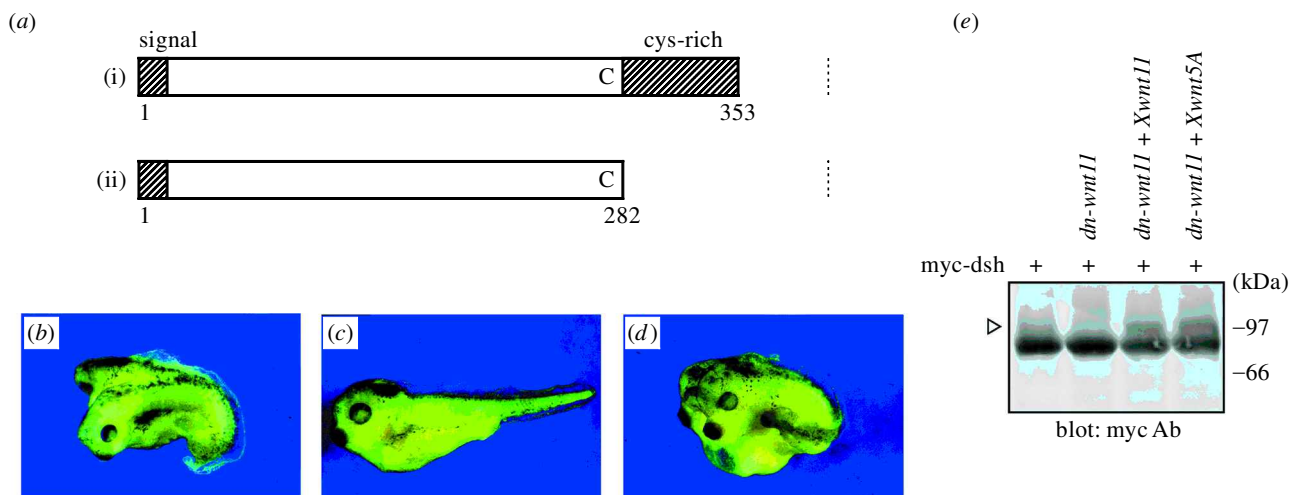 (a)
signal cys-rich
(i) C
1 353
(ii) C
1 282
(b)
(c)
(d)
(e)
dn-wnt11
dn-wnt11 + Xwnt11
dn-wnt11 + Xwnt5A
myc-dsh + + + +
(kDa)
–97
–66
blot: myc Ab